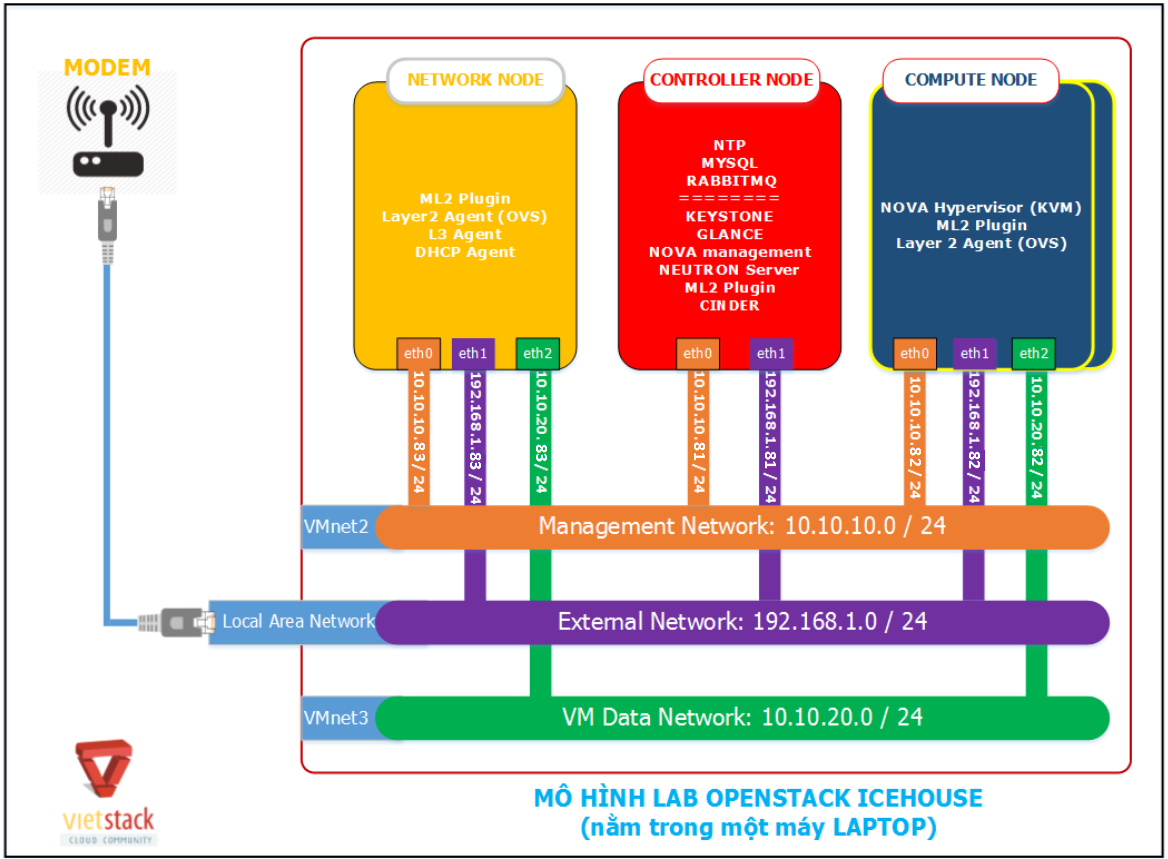 MODEM
NETWORK NODE
ML2 Plugin
Layer2 Agent (OVS)
L3 Agent
DHCP Agent
eth0
eth1
eth2
10.10.10.83/ 24
192.168.1.83 / 24
10.10.20. 83/ 24
CONTROLLER NODE
NTP
MYSQL
RABBITMQ
========
KEYSTONE
GLANCE
NOVA management
NEUTRON Server
ML2 Plugin
CINDER
eth0
eth1
10.10.10.81 / 24
192.168.1.81 / 24
COMPUTE NODE
NOVA Hypervisor (KVM)
ML2 Plugin
Layer 2 Agent (OVS)
eth0
eth1
eth2
10.10.10.82 / 24
192.168.1.82 / 24
10.10.20.82/ 24
VMnet2
Management Network: 10.10.10.0 / 24
Local Area Network
External Network: 192.168.1.0 / 24
VMnet3
VM Data Network: 10.10.20.0 / 24
vietstack
CLOUD COMMUNITY
MÔ HÌNH LAB OPENSTACK ICEHOUSE
(nằm trong một máy LAPTOP)